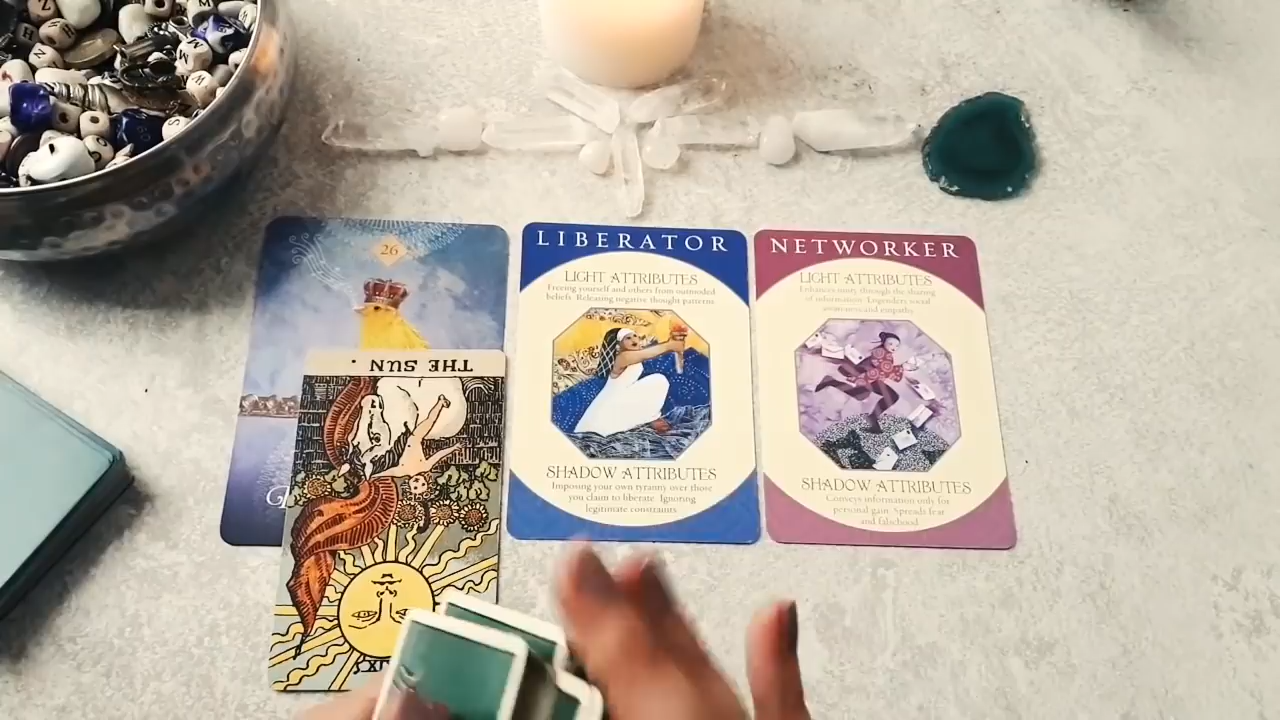 26
THE SUN.
XIX
LIBERATOR
LIGHT ATTRIBUTES
Freeing yourself and others from outmoded
beliefs. Releasing negative thought patterns
SHADOW ATTRIBUTES
Imposing your own tyranny over those
you claim to liberate. Ignoring
legitimate constraints
NETWORKER
LIGHT ATTRIBUTES
Enhances unity through the sharing
of information. Engenders social
awareness and empathy
SHADOW ATTRIBUTES
Conveys information only for
personal gain. Spreads fear
and falsehood